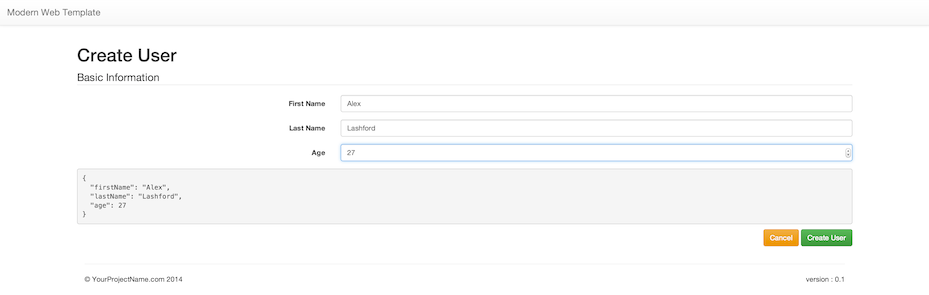 Modern Web Template
Create User
Basic Information
First Name Alex
Last Name Lashford
Age 27
{
  "firstName": "Alex",
  "lastName": "Lashford",
  "age": 27
}
Cancel Create User
© YourProjectName.com 2014 version : 0.1